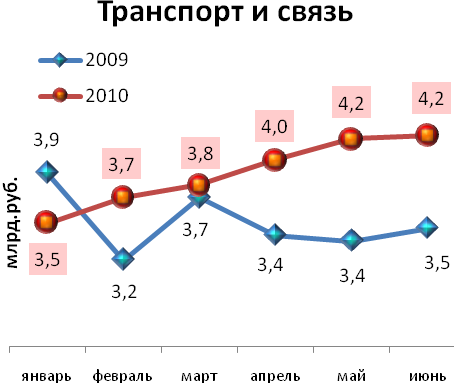 Транспорт и связь
2009
2010
млрд.руб.
3,9 3,2 3,7 3,4 3,4 3,5
3,5 3,7 3,8 4,0 4,2 4,2
январь февраль март апрель май июнь